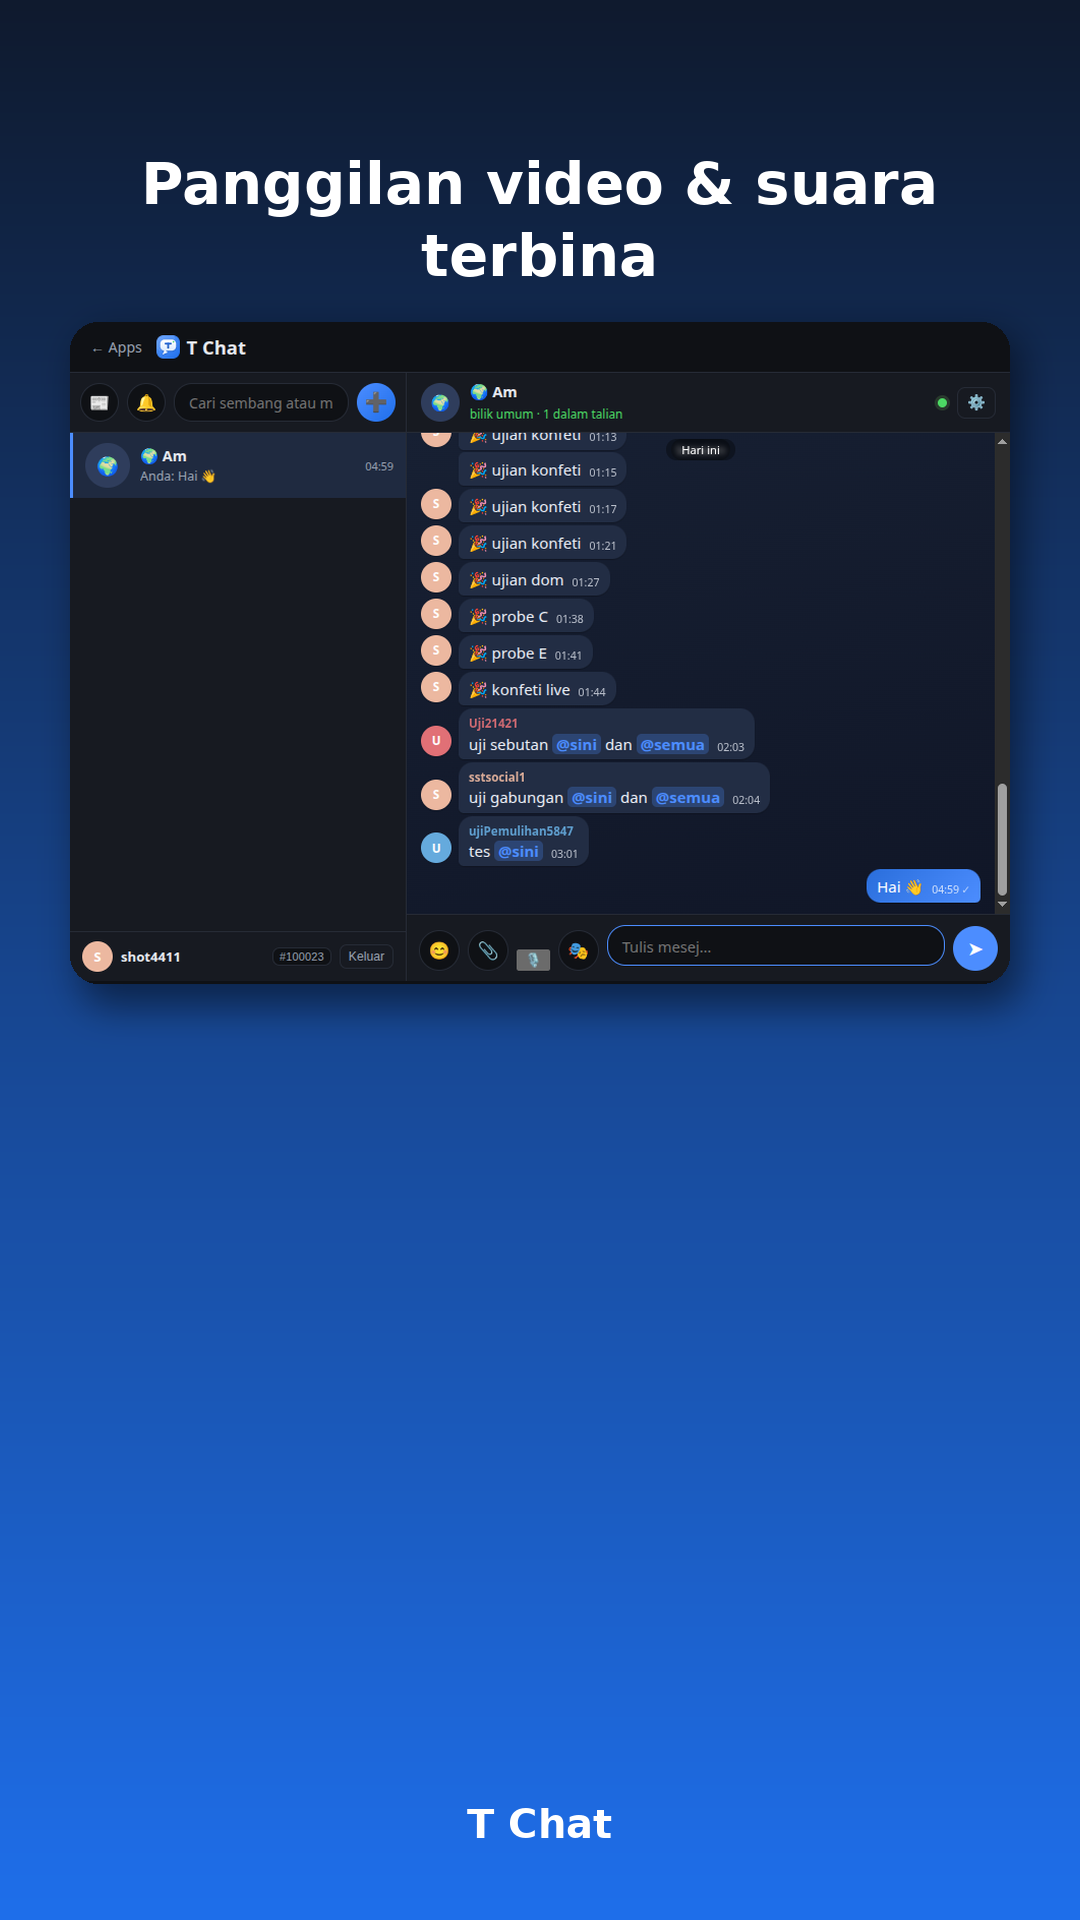 Panggilan video & suara
terbina
← Apps
T Chat
Cari sembang atau m
Am
bilik umum · 1 dalam talian
Am
04:59
Anda: Hai 👋
Hari ini
🎉 ujian konfeti 01:13
🎉 ujian konfeti 01:15
S 🎉 ujian konfeti 01:17
S 🎉 ujian konfeti 01:21
S 🎉 ujian dom 01:27
S 🎉 probe C 01:38
S 🎉 probe E 01:41
S 🎉 konfeti live 01:44
Uji21421
U uji sebutan @sini dan @semua 02:03
sstsocial1
S uji gabungan @sini dan @semua 02:04
ujiPemulihan5847
U tes @sini 03:01
Hai 👋 04:59 ✓
S shot4411 #100023 Keluar
Tulis mesej...
T Chat